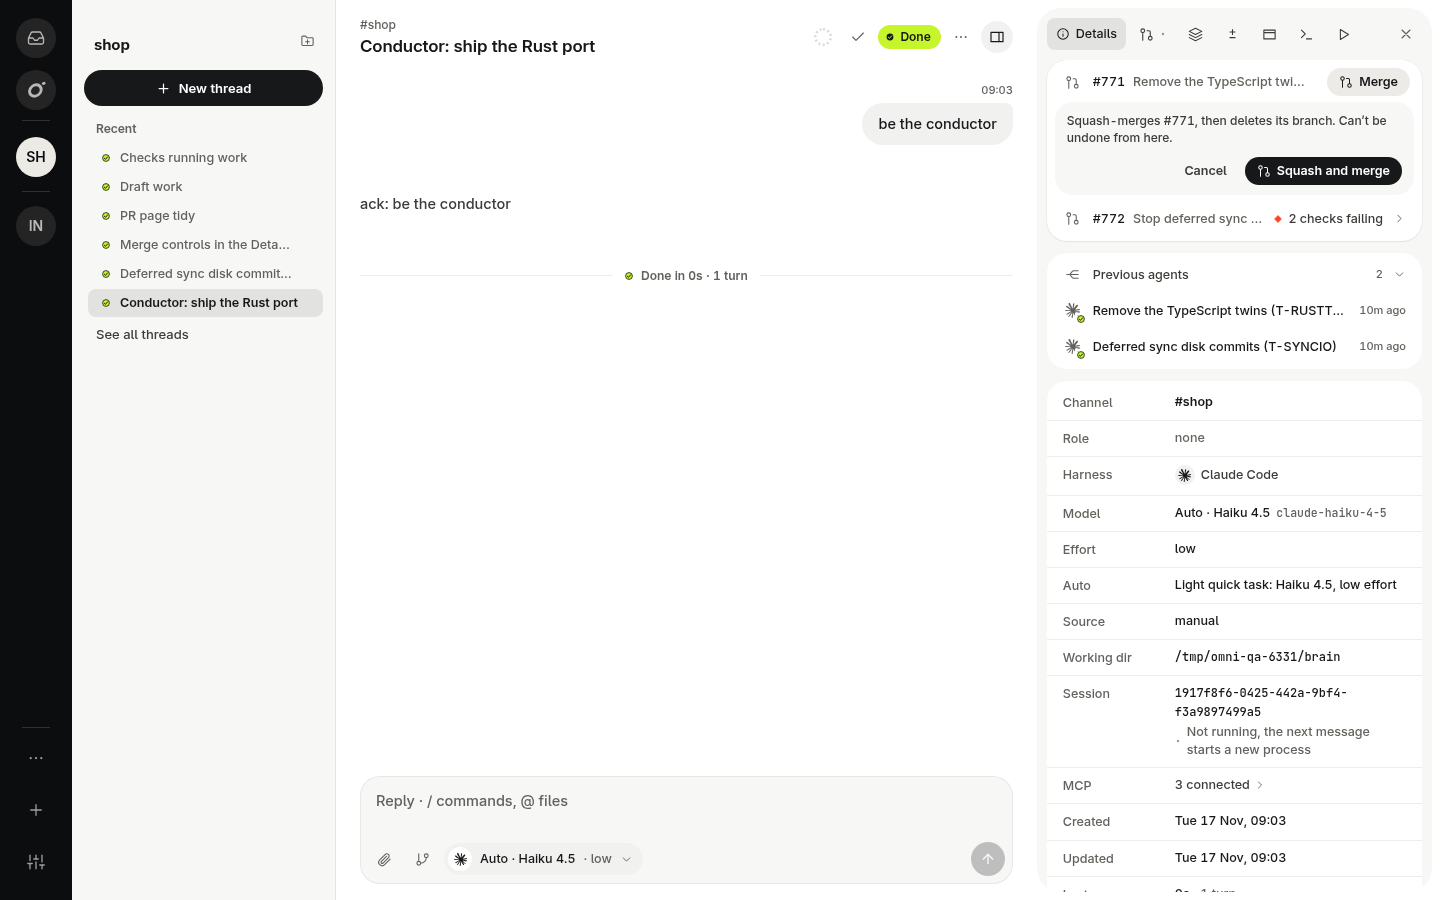 SH
IN
shop
New thread
Recent
Checks running work
Draft work
PR page tidy
Merge controls in the Deta...
Deferred sync disk commit...
Conductor: ship the Rust port
See all threads
#shop
Conductor: ship the Rust port
Done
09:03
be the conductor
ack: be the conductor
Done in 0s · 1 turn
Reply · / commands, @ files
Auto · Haiku 4.5 · low
Details
#771 Remove the TypeScript twi...
Merge
Squash-merges #771, then deletes its branch. Can't be
undone from here.
Cancel
Squash and merge
#772 Stop deferred sync ... 2 checks failing
Previous agents 2
Remove the TypeScript twins (T-RUSTT... 10m ago
Deferred sync disk commits (T-SYNCIO) 10m ago
Channel #shop
Role none
Harness Claude Code
Model Auto · Haiku 4.5 claude-haiku-4-5
Effort low
Auto Light quick task: Haiku 4.5, low effort
Source manual
Working dir /tmp/omni-qa-6331/brain
Session 1917f8f6-0425-442a-9bf4-
f3a9897499a5
· Not running, the next message
starts a new process
MCP 3 connected
Created Tue 17 Nov, 09:03
Updated Tue 17 Nov, 09:03